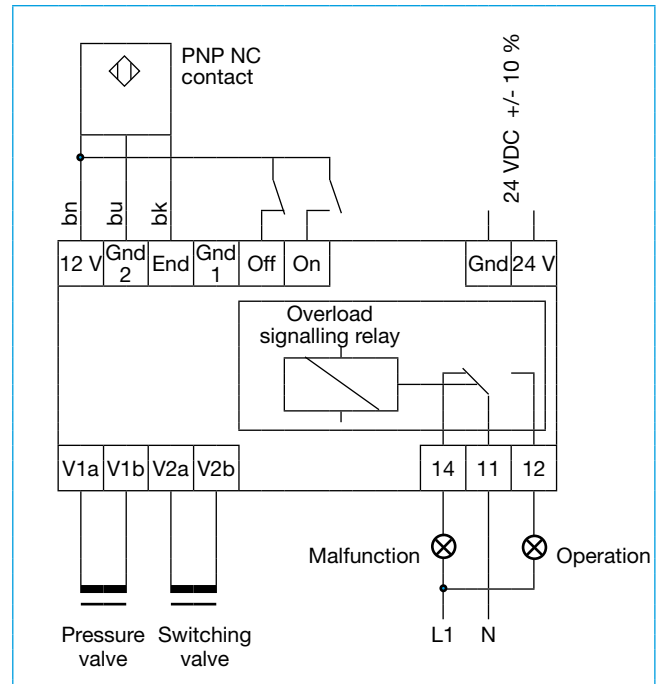 PNP NC
contact
24 VDC +/- 10 %
bn
bu
bk
12 V
Gnd
2
End
Gnd
1
Off
On
Gnd
24 V
Overload
signalling relay
V1a
V1b
V2a
V2b
14
11
12
Malfunction
Operation
Pressure
valve
Switching
valve
L1
N